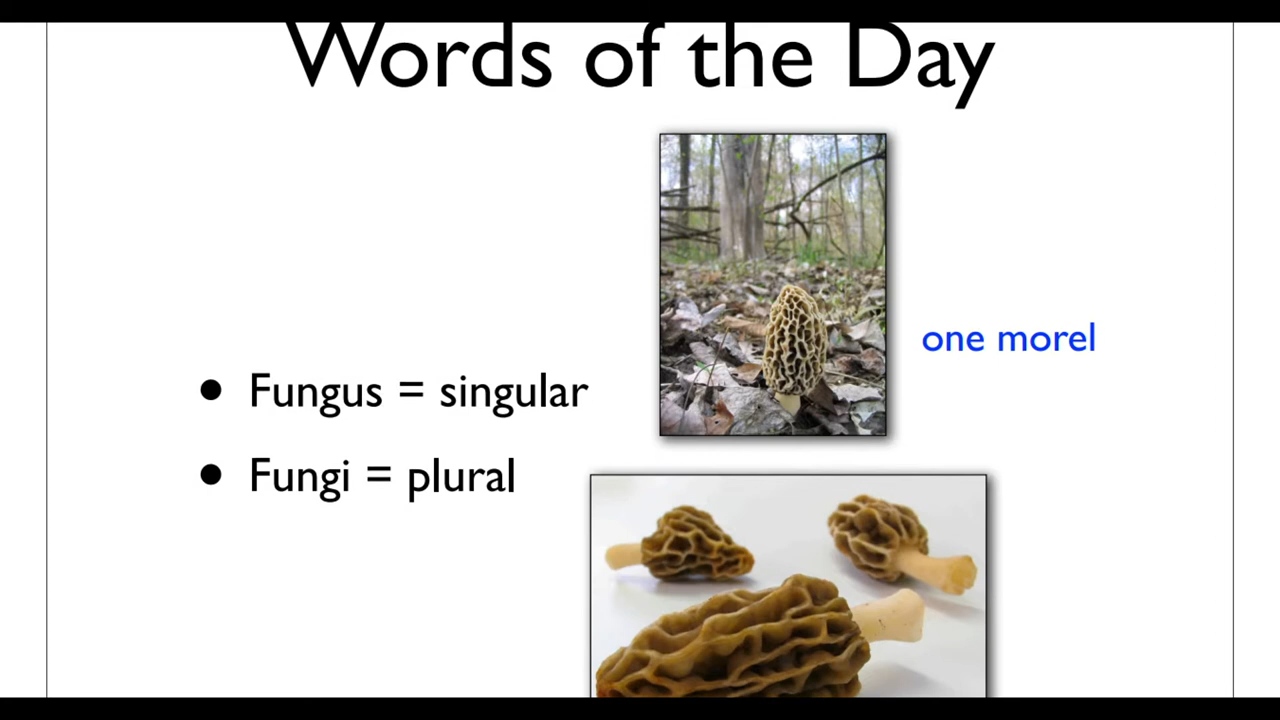 Words of the Day
one morel
• Fungus = singular
• Fungi = plural